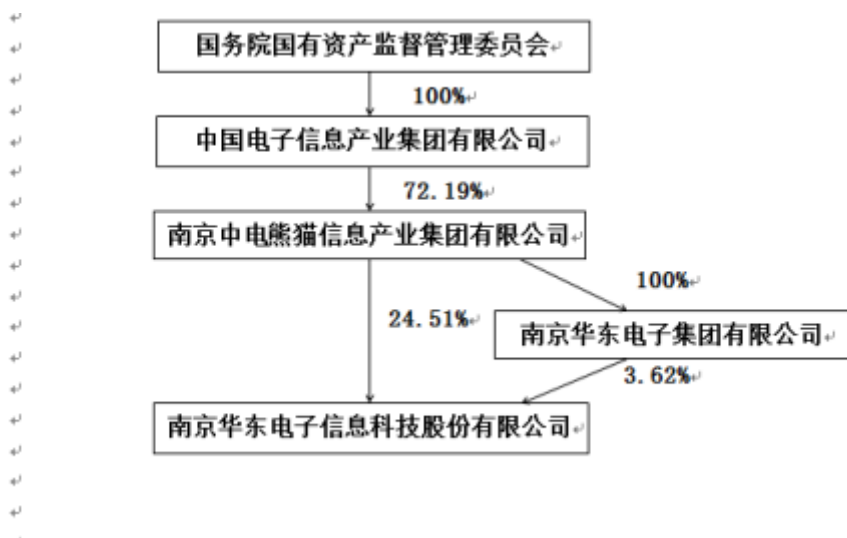 国务院国有资产监督管理委员会
100%
中国电子信息产业集团有限公司
72.19%
南京中电熊猫信息产业集团有限公司
100%
24.51%
南京华东电子集团有限公司
3.62%
南京华东电子信息科技股份有限公司